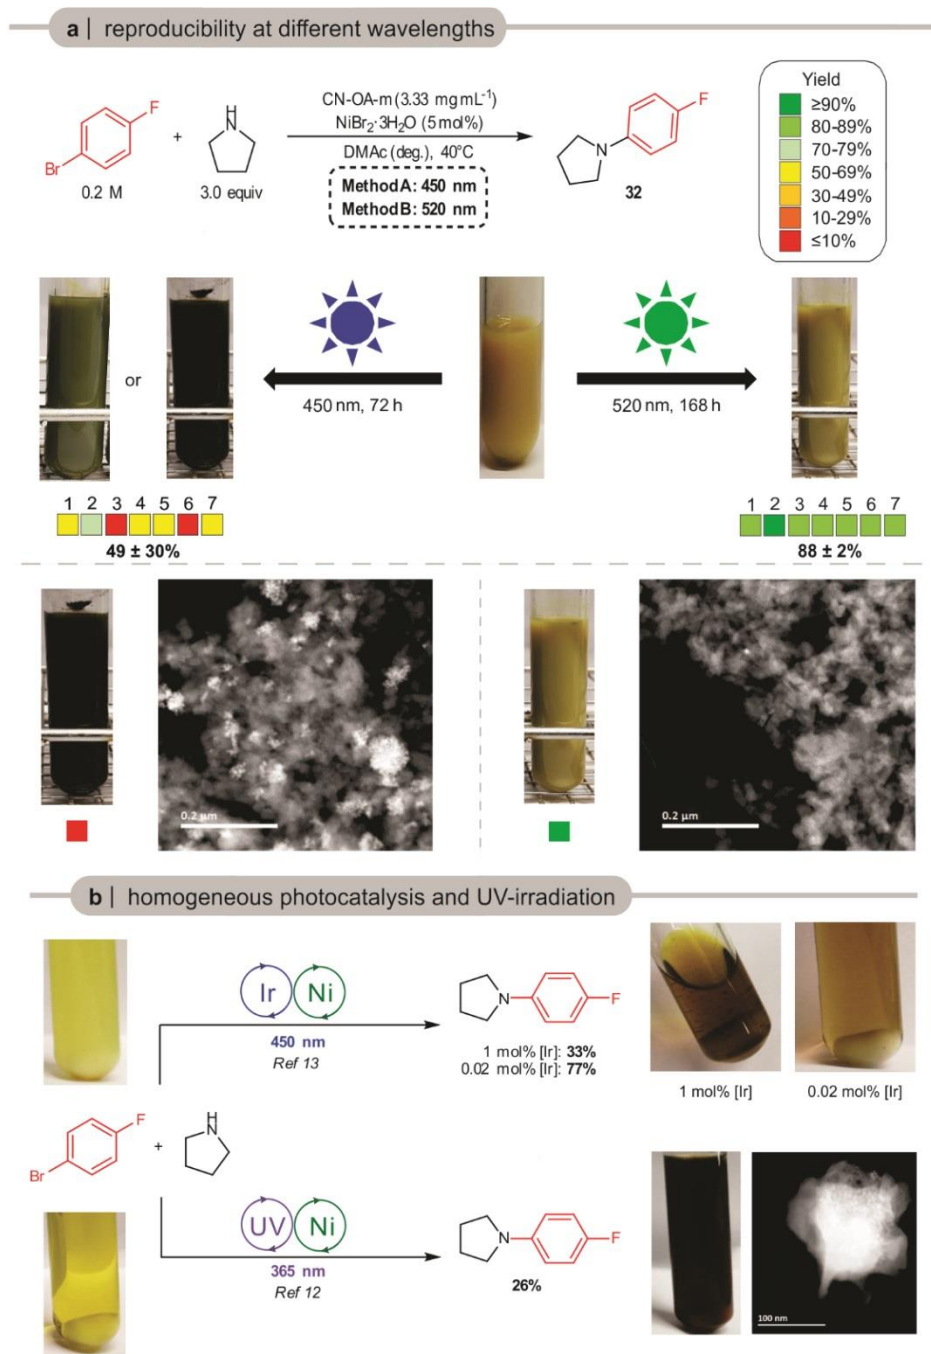 a | reproducibility at different wavelengths
Br
F
0.2 M
+
H
N
3.0 equiv
CN-OA-m (3.33 mg mL⁻¹)
NiBr₂·3H₂O (5 mol%)
DMAc (deg.), 40°C
Method A: 450 nm
Method B: 520 nm
N
F
32
Yield
≥90%
80-89%
70-79%
50-69%
30-49%
10-29%
≤10%
or
450 nm, 72 h
520 nm, 168 h
1 2 3 4 5 6 7
49 ± 30%
1 2 3 4 5 6 7
88 ± 2%
0.2 µm
0.2 µm
b | homogeneous photocatalysis and UV-irradiation
Ir Ni
450 nm
Ref 13
N
F
1 mol% [Ir]: 33%
0.02 mol% [Ir]: 77%
1 mol% [Ir]
0.02 mol% [Ir]
Br
F
+
H
N
UV Ni
365 nm
Ref 12
N
F
26%
100 nm